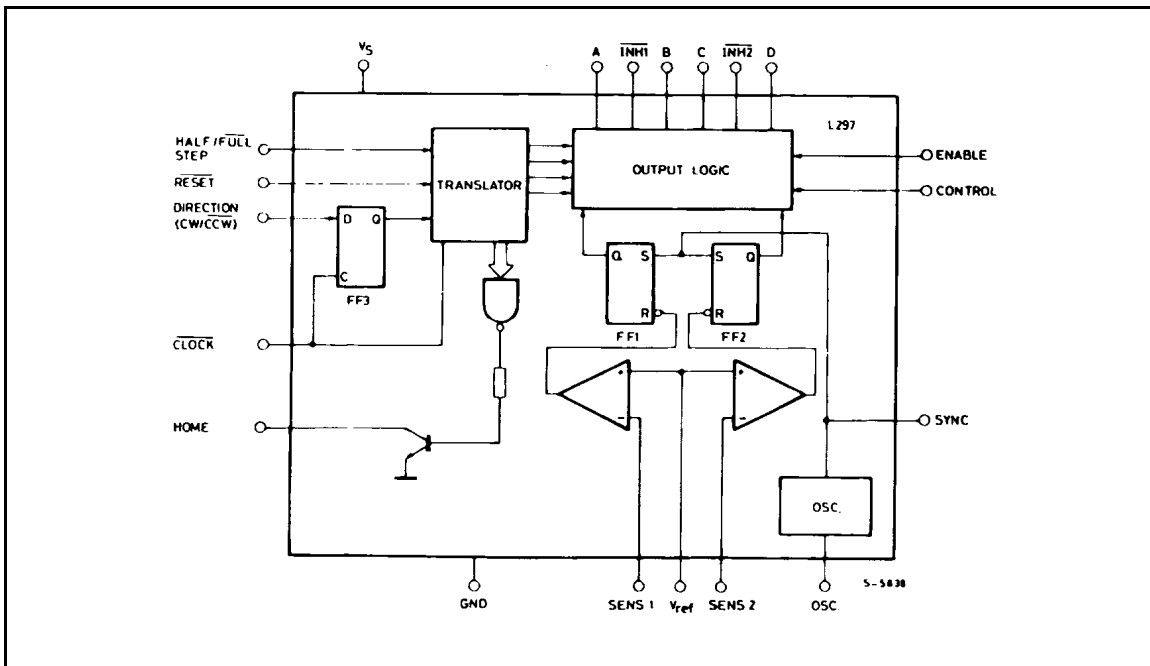 VS
A INH1 B C INH2 D
L297
HALF/FULL
STEP
RESET
DIRECTION
(CW/CCW)
CLOCK
HOME
TRANSLATOR
OUTPUT LOGIC
ENABLE
CONTROL
D Q
C
FF3
Q S
R
FF1
S Q
R
FF2
+
−
+
−
SYNC
OSC.
GND
SENS 1
Vref
SENS 2
OSC.
S-5838